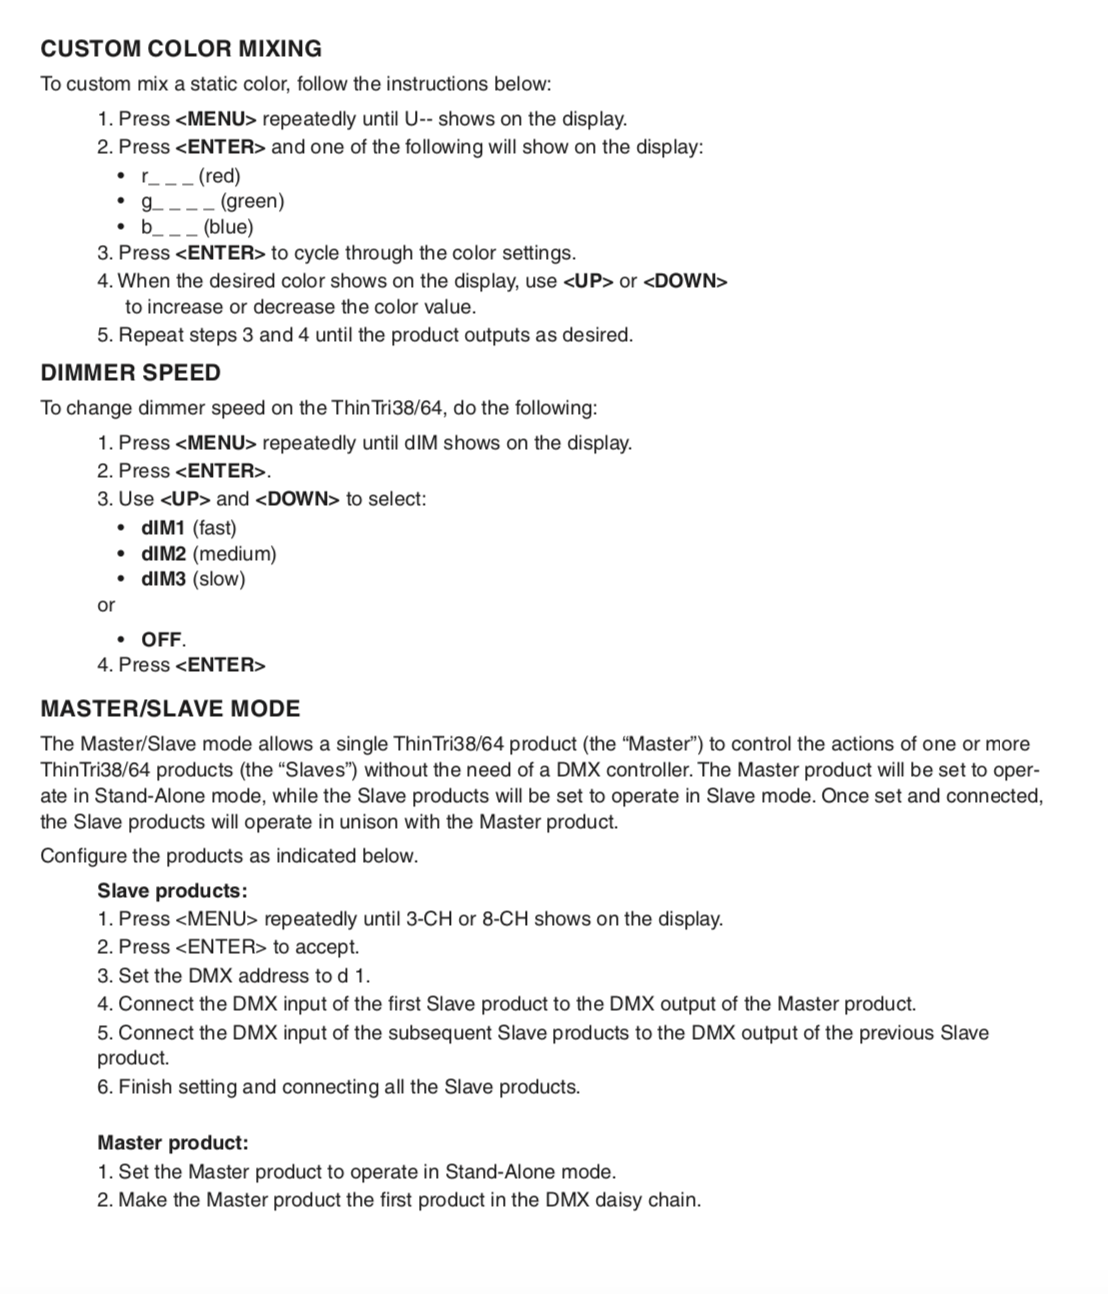 CUSTOM COLOR MIXING
To custom mix a static color, follow the instructions below:
1. Press <MENU> repeatedly until U-- shows on the display.
2. Press <ENTER> and one of the following will show on the display:
• r_ _ _ (red)
• g_ _ _ _ (green)
• b_ _ _ (blue)
3. Press <ENTER> to cycle through the color settings.
4. When the desired color shows on the display, use <UP> or <DOWN>
to increase or decrease the color value.
5. Repeat steps 3 and 4 until the product outputs as desired.
DIMMER SPEED
To change dimmer speed on the ThinTri38/64, do the following:
1. Press <MENU> repeatedly until dIM shows on the display.
2. Press <ENTER>.
3. Use <UP> and <DOWN> to select:
• dIM1 (fast)
• dIM2 (medium)
• dIM3 (slow)
or
• OFF.
4. Press <ENTER>
MASTER/SLAVE MODE
The Master/Slave mode allows a single ThinTri38/64 product (the “Master”) to control the actions of one or more
ThinTri38/64 products (the “Slaves”) without the need of a DMX controller. The Master product will be set to oper-
ate in Stand-Alone mode, while the Slave products will be set to operate in Slave mode. Once set and connected,
the Slave products will operate in unison with the Master product.
Configure the products as indicated below.
Slave products:
1. Press <MENU> repeatedly until 3-CH or 8-CH shows on the display.
2. Press <ENTER> to accept.
3. Set the DMX address to d 1.
4. Connect the DMX input of the first Slave product to the DMX output of the Master product.
5. Connect the DMX input of the subsequent Slave products to the DMX output of the previous Slave
product.
6. Finish setting and connecting all the Slave products.
Master product:
1. Set the Master product to operate in Stand-Alone mode.
2. Make the Master product the first product in the DMX daisy chain.